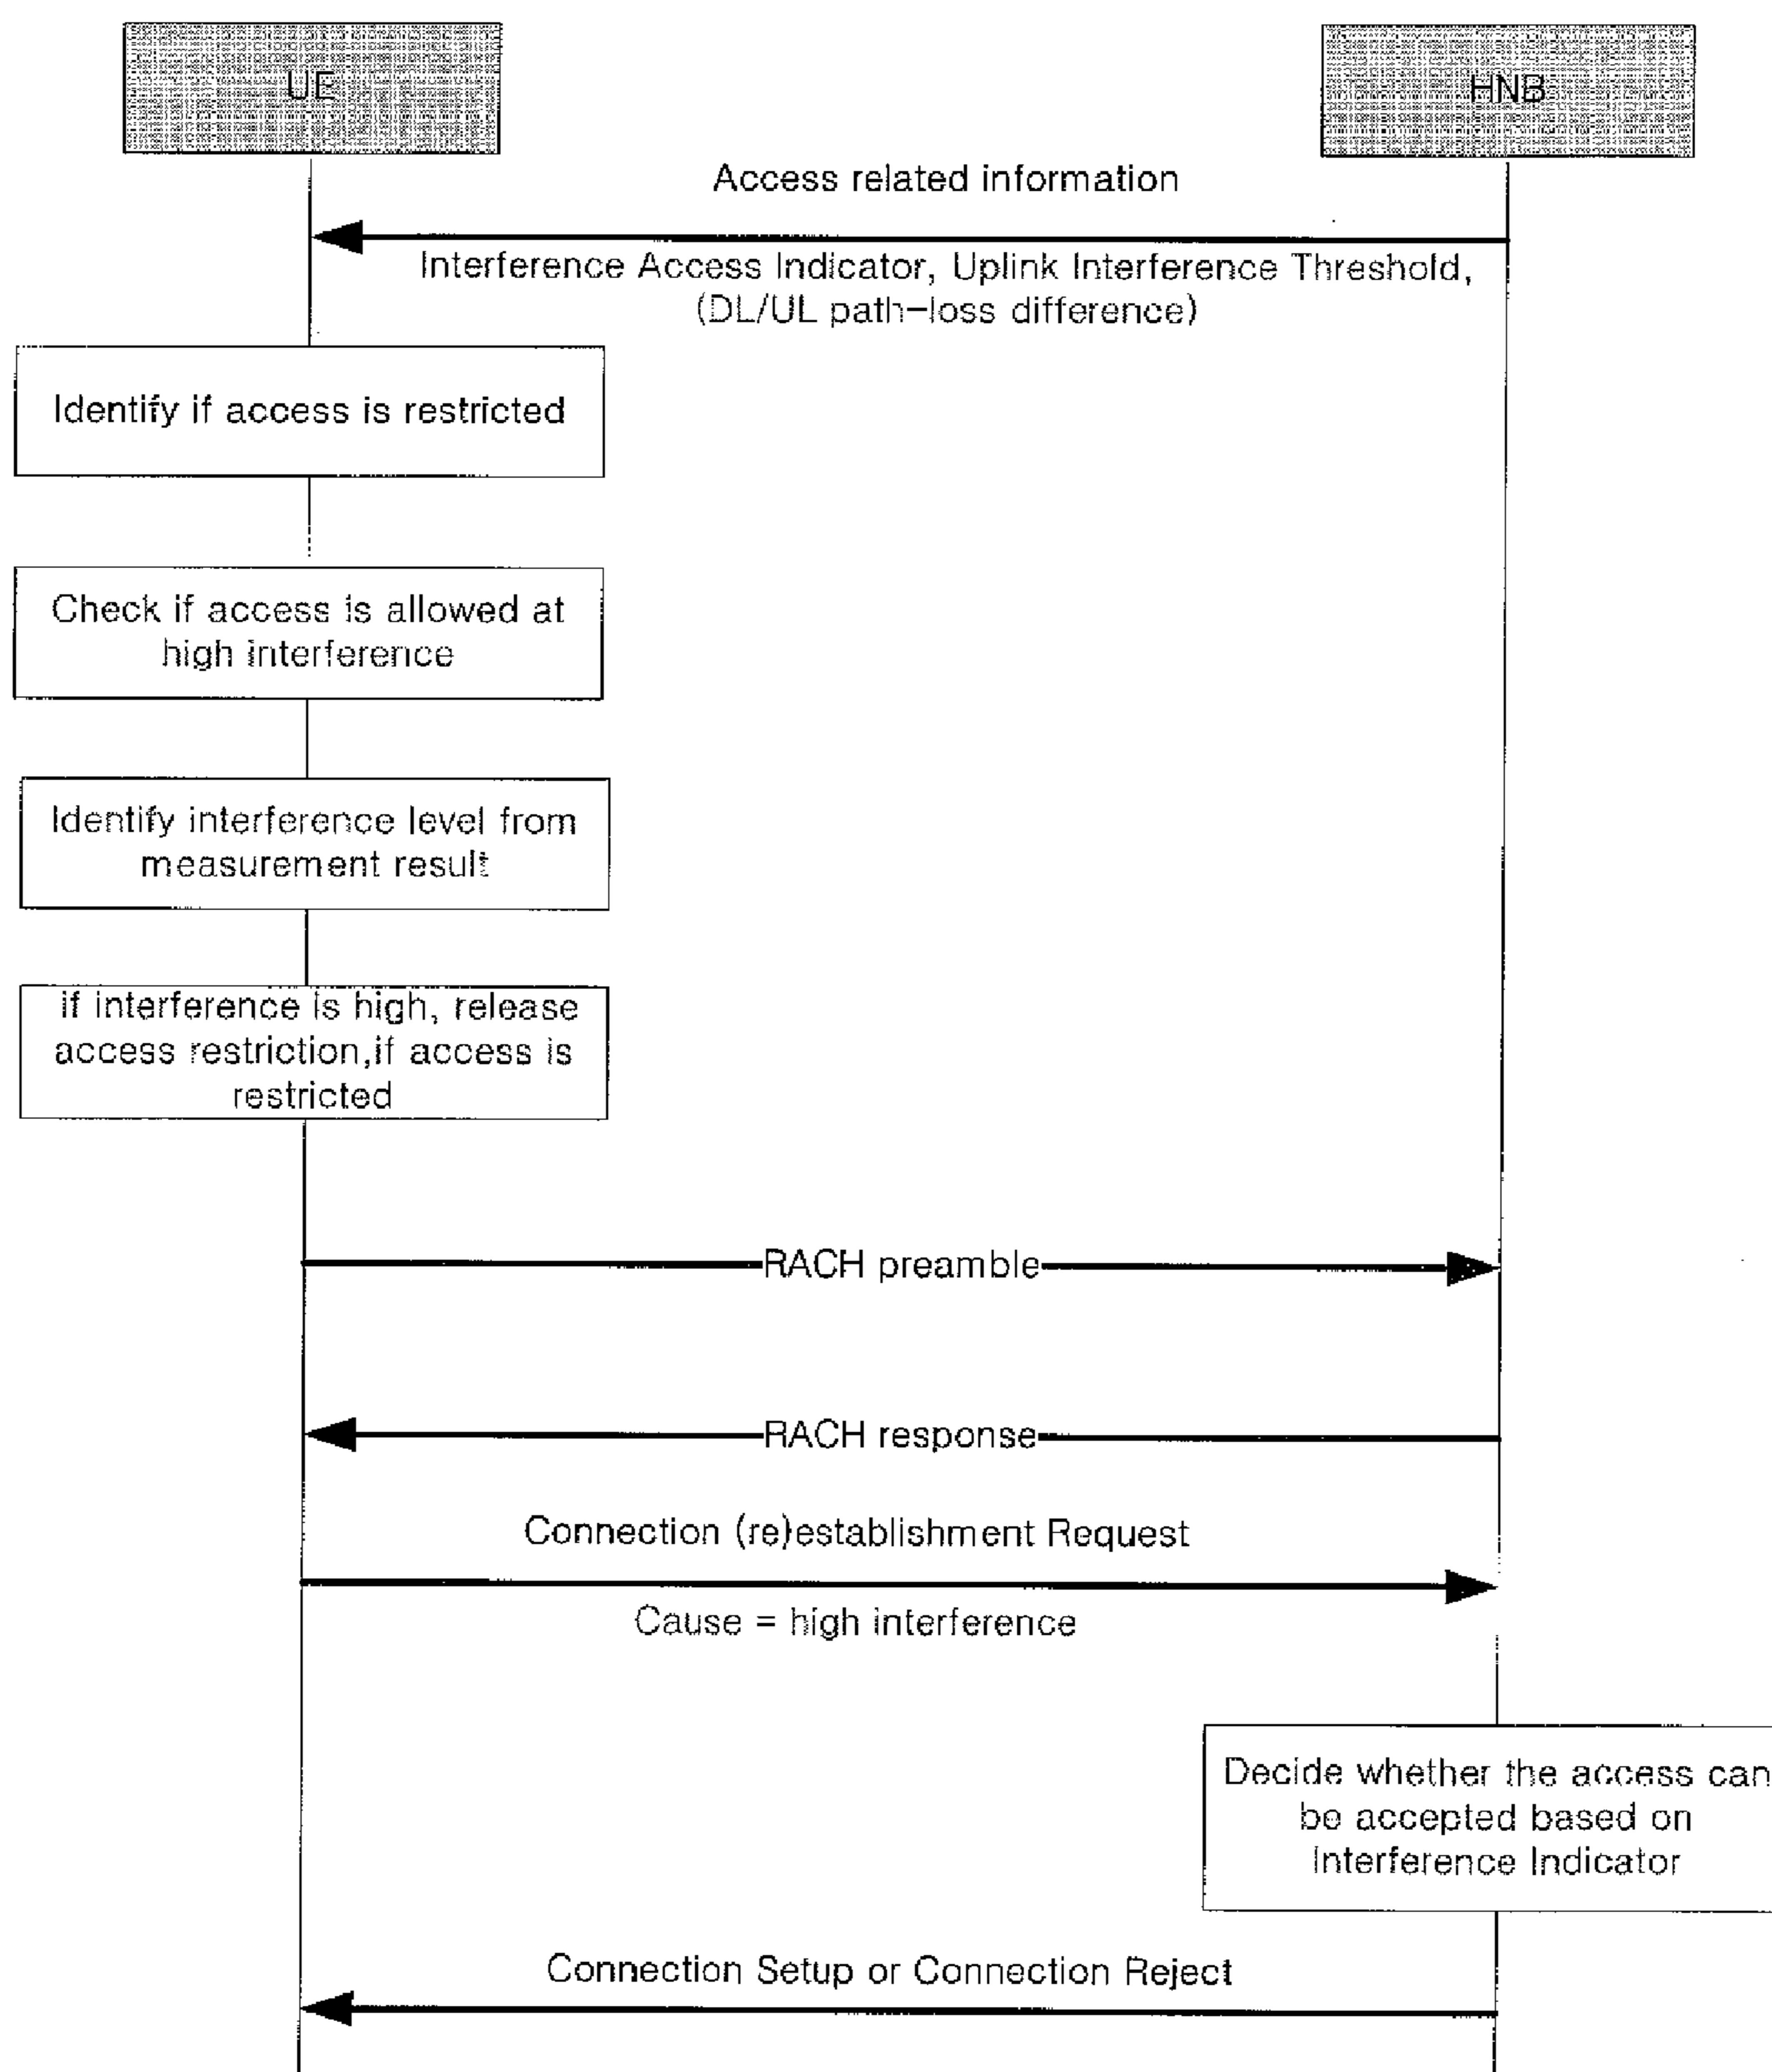 UE
HNB
Access related information
Interference Access Indicator, Uplink Interference Threshold,
(DL/UL path-loss difference)
Identify if access is restricted
Check if access is allowed at
high interference
Identify interference level from
measurement result
if interference is high, release
access restriction,if access is
restricted
RACH preamble
RACH response
Connection (re)establishment Request
Cause = high interference
Decide whether the access can
be accepted based on
Interference Indicator
Connection Setup or Connection Reject